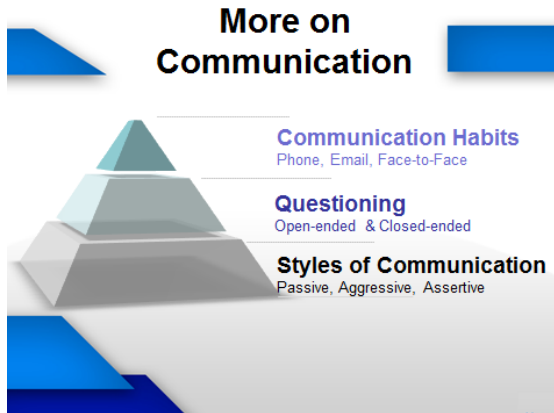 More on
Communication
Communication Habits
Phone, Email, Face-to-Face
Questioning
Open-ended & Closed-ended
Styles of Communication
Passive, Aggressive, Assertive